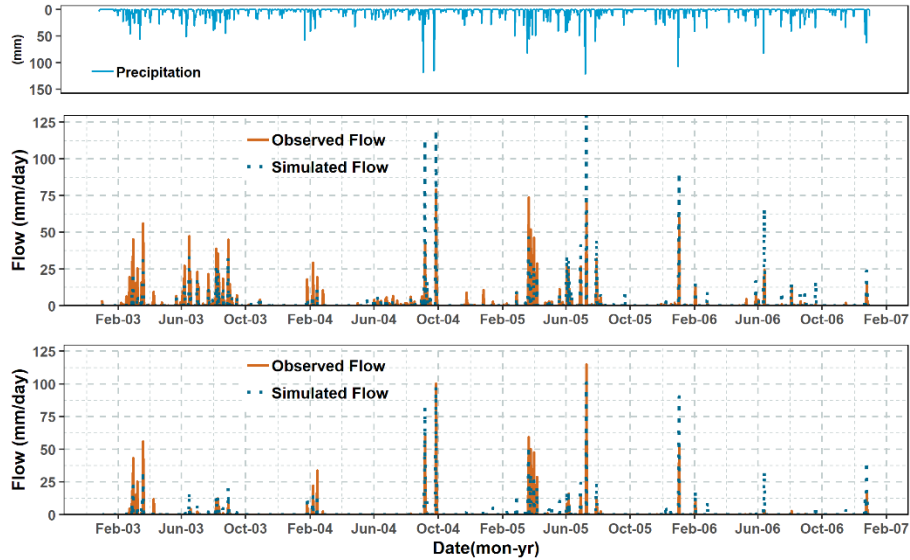 0
50
100
150
(mm)
Precipitation
125
100
75
50
25
0
Flow (mm/day)
Observed Flow
Simulated Flow
Feb-03 Jun-03 Oct-03 Feb-04 Jun-04 Oct-04 Feb-05 Jun-05 Oct-05 Feb-06 Jun-06 Oct-06 Feb-07
125
100
75
50
25
0
Flow (mm/day)
Observed Flow
Simulated Flow
Feb-03 Jun-03 Oct-03 Feb-04 Jun-04 Oct-04 Feb-05 Jun-05 Oct-05 Feb-06 Jun-06 Oct-06 Feb-07
Date(mon-yr)